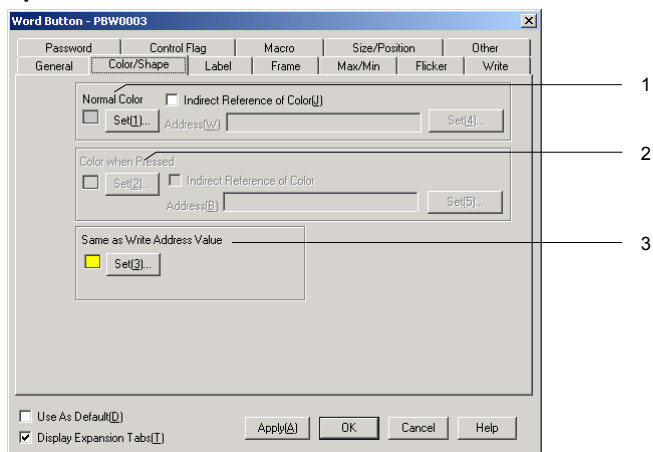 Word Button - PBW0003
Password Control Flag Macro Size/Position Other
General Color/Shape Label Frame Max/Min Flicker Write
1
Normal Color Indirect Reference of Color(J)
Set(1)... Address(W) Set(4)...
2
Color when Pressed
Set(2)... Indirect Reference of Color
Address(B) Set(5)...
Same as Write Address Value 3
Set(3)...
Use As Default(D)
Display Expansion Tabs(T)
Apply(A) OK Cancel Help